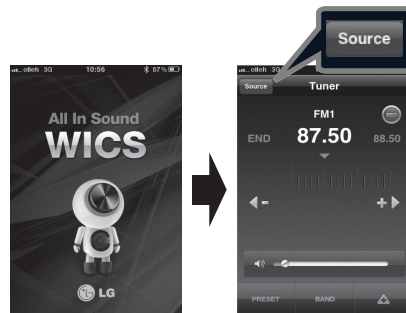 Source
olleh 3G 10:56 57%
All In Sound
WICS
LG
olleh 3G
Source Tuner
FM1
END 87.50 88.50
- +
PRESET BAND